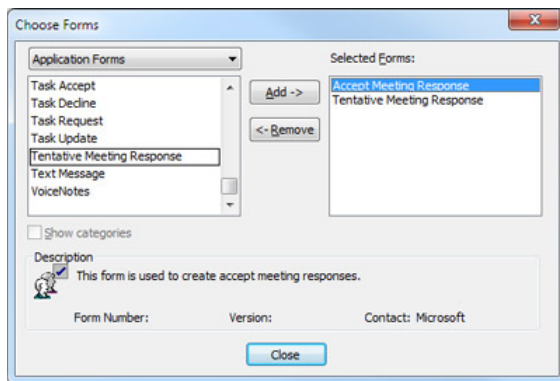 Choose Forms
Application Forms
Selected Forms:
Task Accept
Task Decline
Task Request
Task Update
Tentative Meeting Response
Text Message
VoiceNotes
Add ->
<- Remove
Accept Meeting Response
Tentative Meeting Response
Show categories
Description
This form is used to create accept meeting responses.
Form Number: Version: Contact: Microsoft
Close